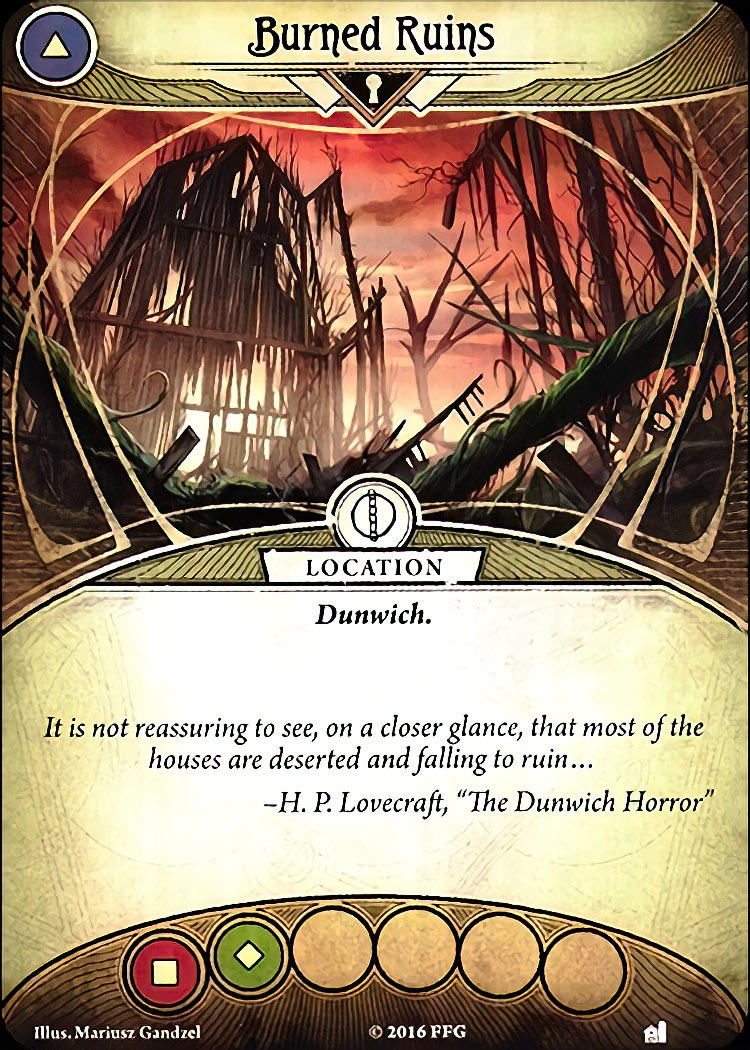 Burned Ruins
LOCATION
Dunwich.
It is not reassuring to see, on a closer glance, that most of the
houses are deserted and falling to ruin…
–H. P. Lovecraft, “The Dunwich Horror”
Illus. Mariusz Gandzel
© 2016 FFG